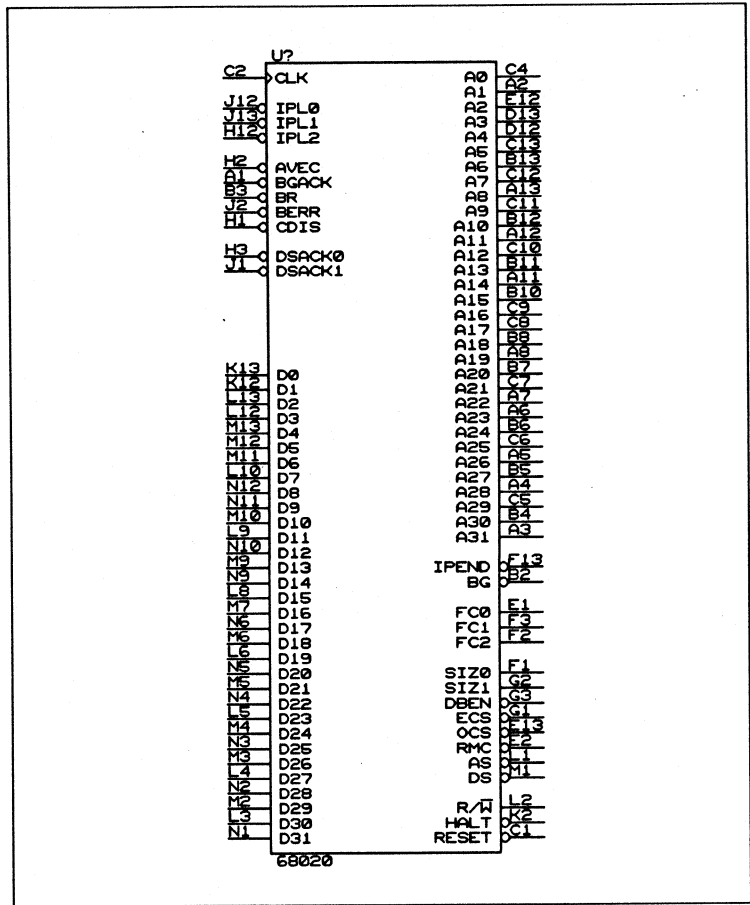 U?
C2 CLK
J12 IPL0
J13 IPL1
H12 IPL2
H2 AVEC
A1 BGACK
B3 BR
J2 BERR
H1 CDIS
H3 DSACK0
J1 DSACK1
K13 D0
K12 D1
L13 D2
L12 D3
M13 D4
M12 D5
M11 D6
L10 D7
N12 D8
N11 D9
M10 D10
L9 D11
N10 D12
M9 D13
N9 D14
L8 D15
M7 D16
N6 D17
M6 D18
L6 D19
N5 D20
M5 D21
N4 D22
L5 D23
M4 D24
N3 D25
M3 D26
L4 D27
N2 D28
M2 D29
L3 D30
N1 D31
A0 C4
A1 A2
A2 E12
A3 D13
A4 D12
A5 C13
A6 B13
A7 C12
A8 A13
A9 C11
A10 B12
A11 A12
A12 C10
A13 B11
A14 A11
A15 B10
A16 C9
A17 C8
A18 B8
A19 A8
A20 B7
A21 C7
A22 A7
A23 A6
A24 B6
A25 C6
A26 A5
A27 B5
A28 A4
A29 C5
A30 B4
A31 A3
IPEND F13
BG B2
FC0 E1
FC1 F3
FC2 F2
SIZ0 F1
SIZ1 G2
DBEN G3
ECS G1
OCS E13
RMC E2
AS L1
DS M1
R/W̅ L2
HALT K2
RESET C1
68020